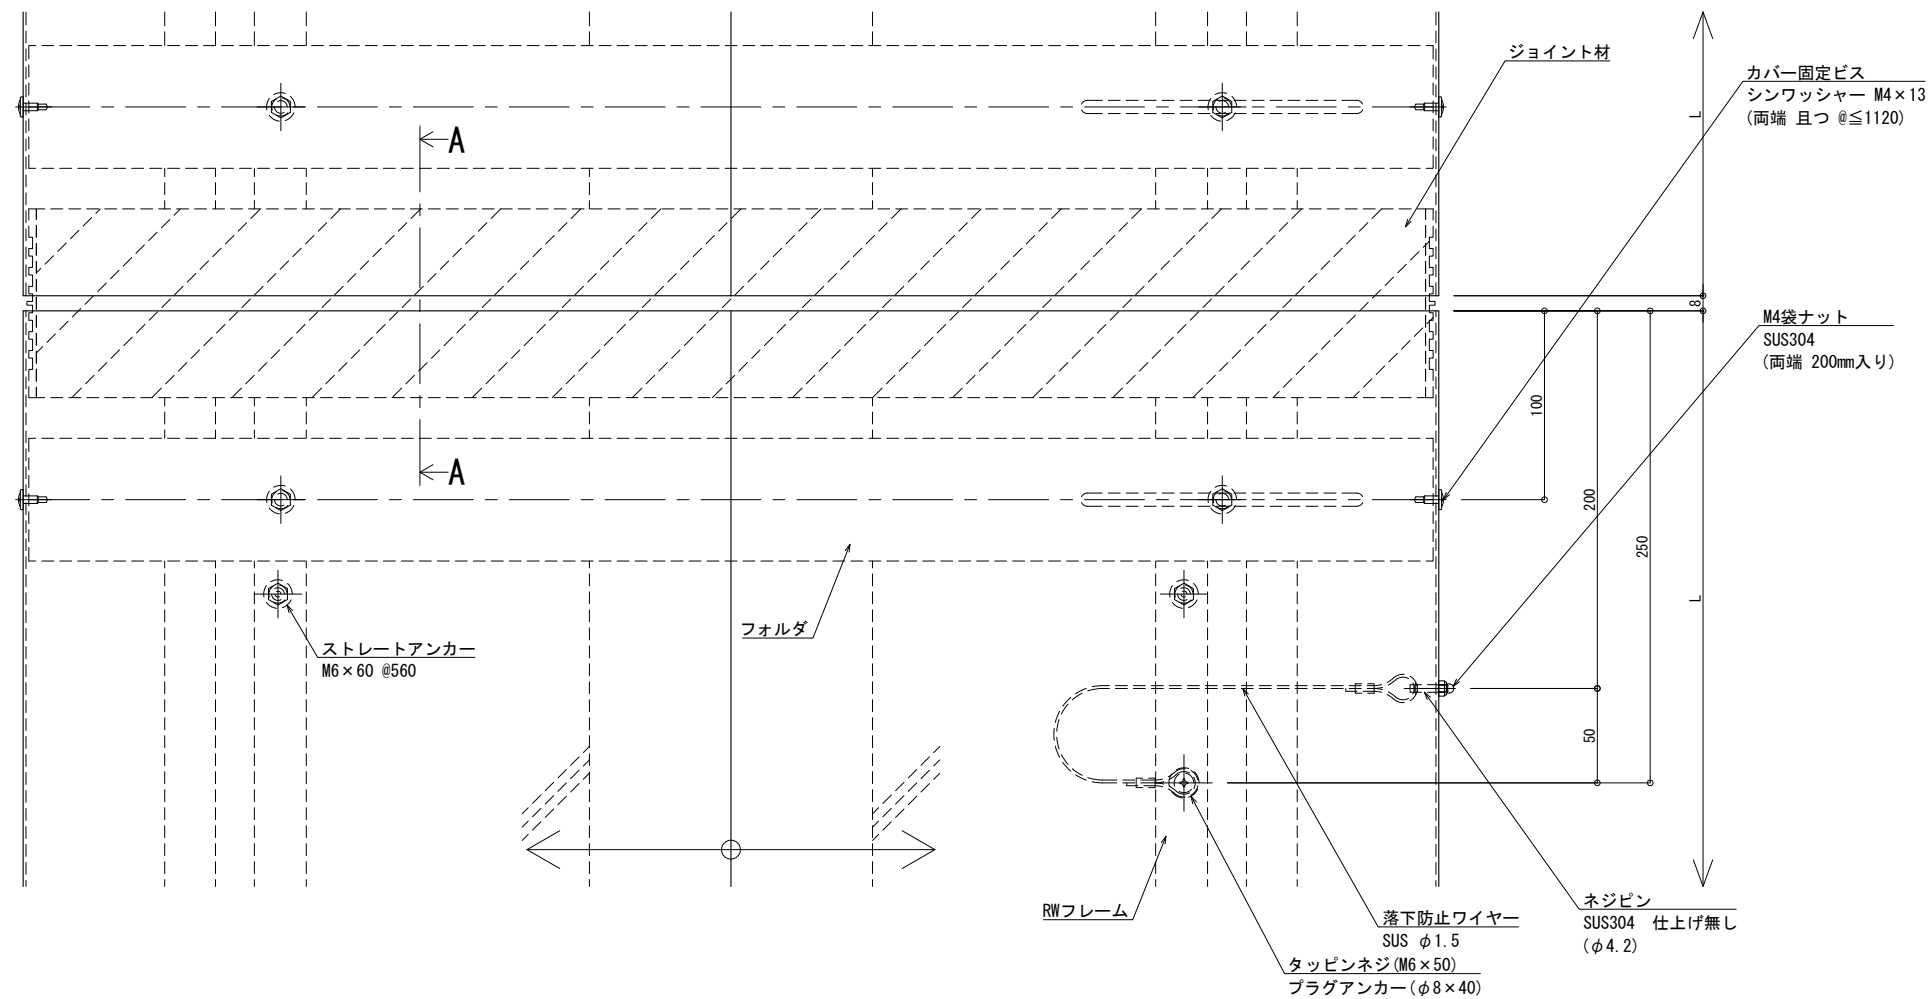 ジョイント材
カバー固定ビス
シンワッシャー M4×13
(両端 且つ @≦1120)
L
A
8
M4袋ナット
SUS304
(両端 200mm入り)
100
A
200
250
L
フォルダ
ストレートアンカー
M6×60 @560
50
RWフレーム
落下防止ワイヤー
SUS φ1.5
ネジピン
SUS304 仕上げ無し
(φ4.2)
タッピンネジ(M6×50)
プラグアンカー(φ8×40)